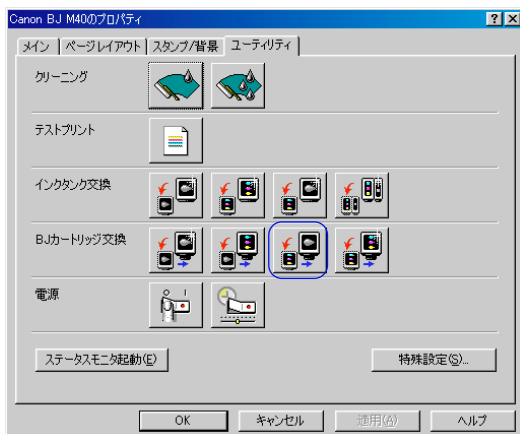 Canon BJ M40のプロパティ
メイン ページレイアウト スタンプ/背景 ユーティリティ
クリーニング
テストプリント
インクタンク交換
BJカートリッジ交換
電源
ステータスモニタ起動(E) 特殊設定(S)...
OK キャンセル 適用(A) ヘルプ